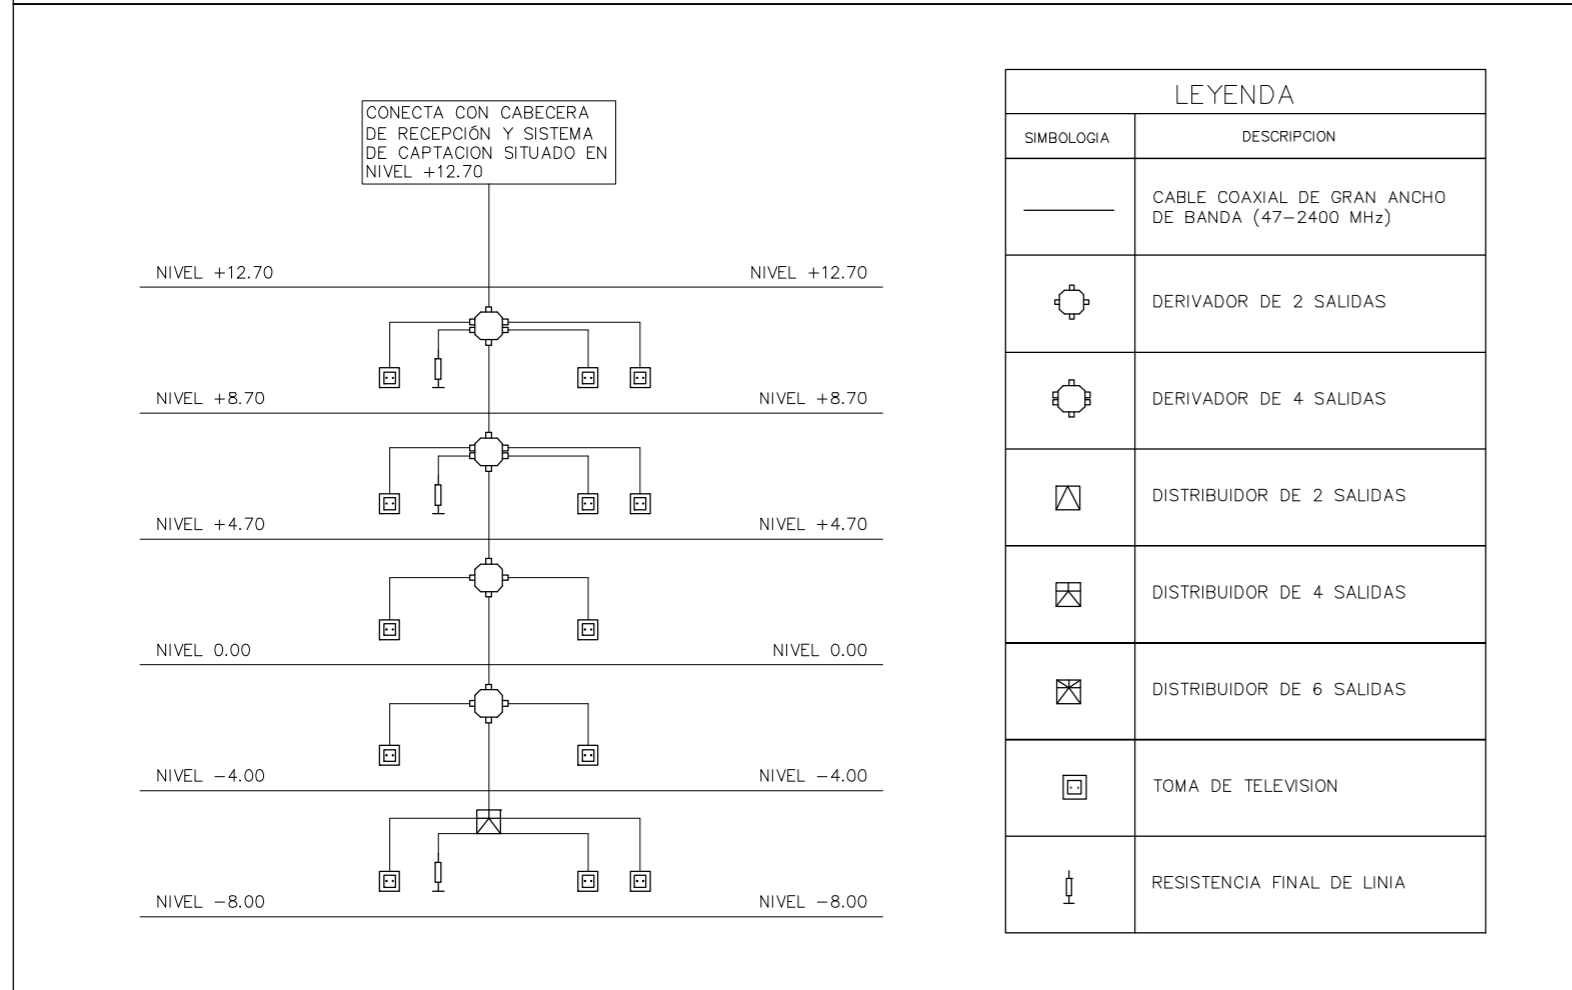 CONECTA CON CABECERA
DE RECEPCIÓN Y SISTEMA
DE CAPTACION SITUADO EN
NIVEL +12.70
NIVEL +12.70
NIVEL +12.70
NIVEL +8.70
NIVEL +8.70
NIVEL +4.70
NIVEL +4.70
NIVEL 0.00
NIVEL 0.00
NIVEL -4.00
NIVEL -4.00
NIVEL -8.00
NIVEL -8.00
LEYENDA
SIMBOLOGIA
DESCRIPCION
CABLE COAXIAL DE GRAN ANCHO
DE BANDA (47-2400 MHz)
DERIVADOR DE 2 SALIDAS
DERIVADOR DE 4 SALIDAS
DISTRIBUIDOR DE 2 SALIDAS
DISTRIBUIDOR DE 4 SALIDAS
DISTRIBUIDOR DE 6 SALIDAS
TOMA DE TELEVISION
RESISTENCIA FINAL DE LINIA